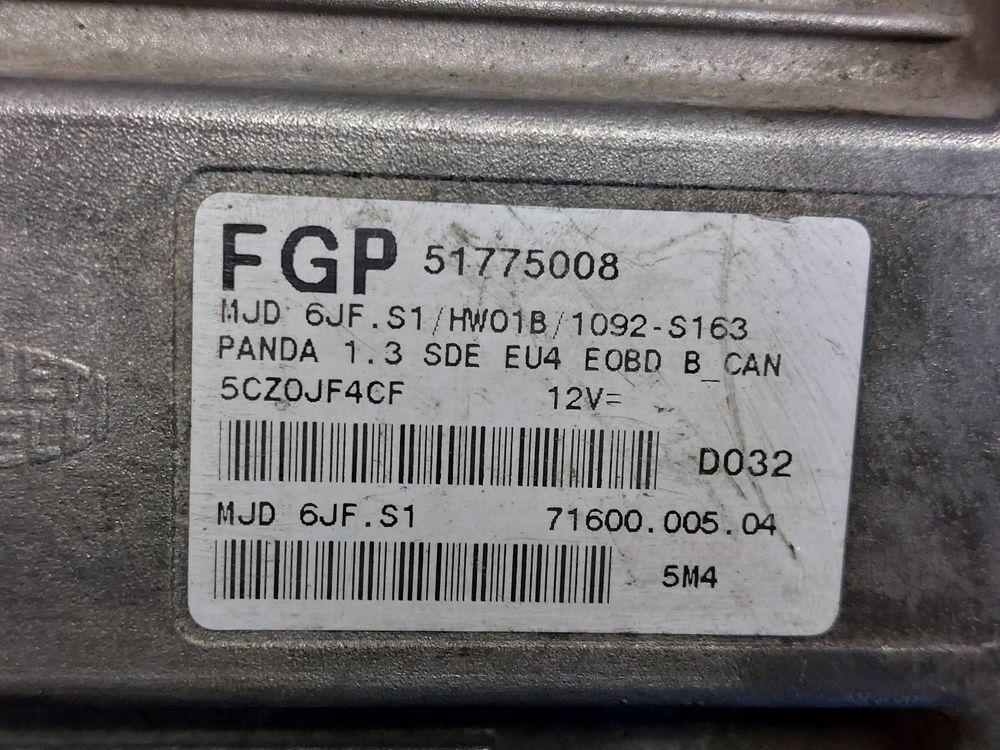 FGP 51775008
MJD 6JF.S1/HW01B/1092-S163
PANDA 1.3 SDE EU4 EOBD B_CAN
5CZ0JF4CF 12V=
D032
MJD 6JF.S1 71600.005.04
5M4